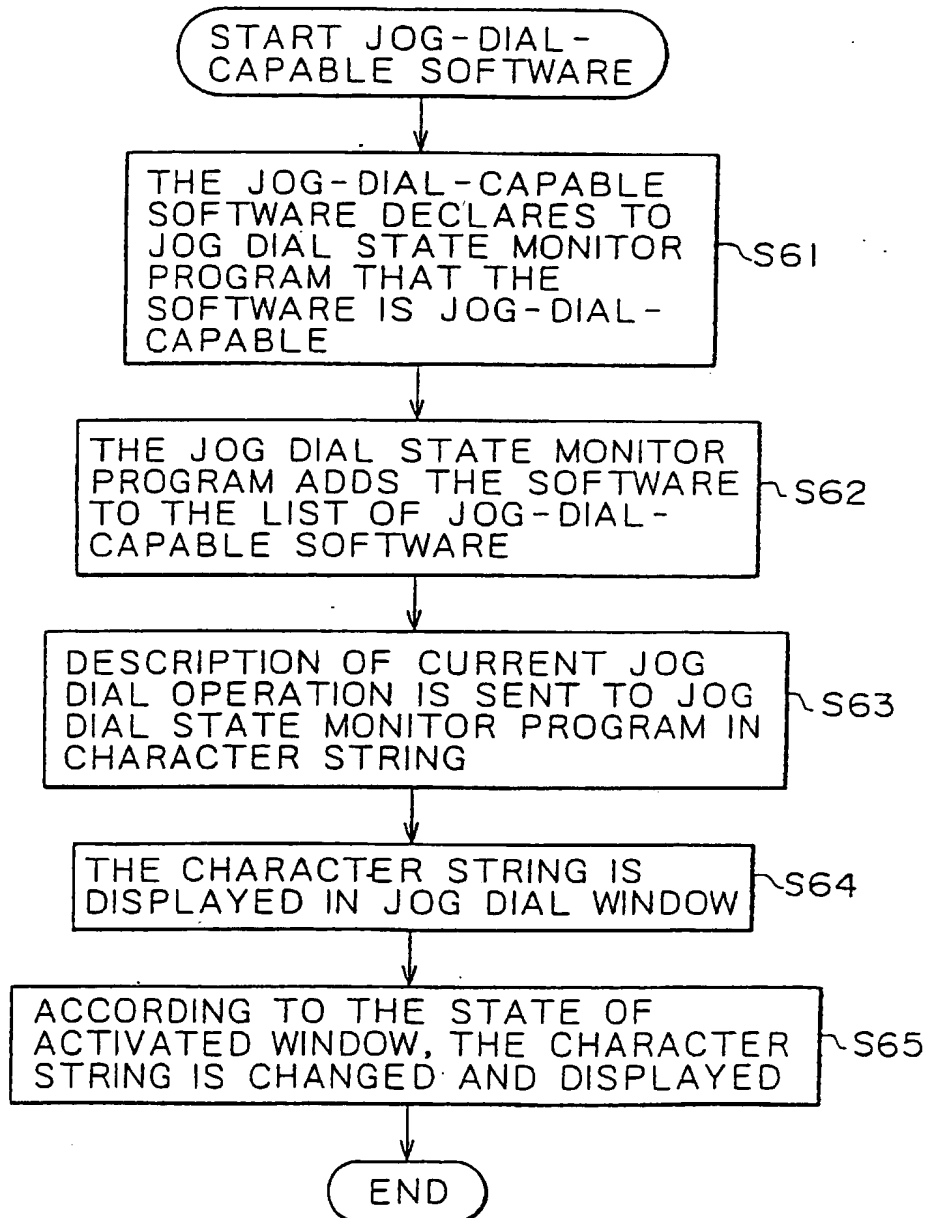 START JOG-DIAL-
CAPABLE SOFTWARE
THE JOG-DIAL-CAPABLE
SOFTWARE DECLARES TO
JOG DIAL STATE MONITOR
PROGRAM THAT THE
SOFTWARE IS JOG-DIAL-
CAPABLE
S61
THE JOG DIAL STATE MONITOR
PROGRAM ADDS THE SOFTWARE
TO THE LIST OF JOG-DIAL-
CAPABLE SOFTWARE
S62
DESCRIPTION OF CURRENT JOG
DIAL OPERATION IS SENT TO JOG
DIAL STATE MONITOR PROGRAM IN
CHARACTER STRING
S63
THE CHARACTER STRING IS
DISPLAYED IN JOG DIAL WINDOW
S64
ACCORDING TO THE STATE OF
ACTIVATED WINDOW, THE CHARACTER
STRING IS CHANGED AND DISPLAYED
S65
END